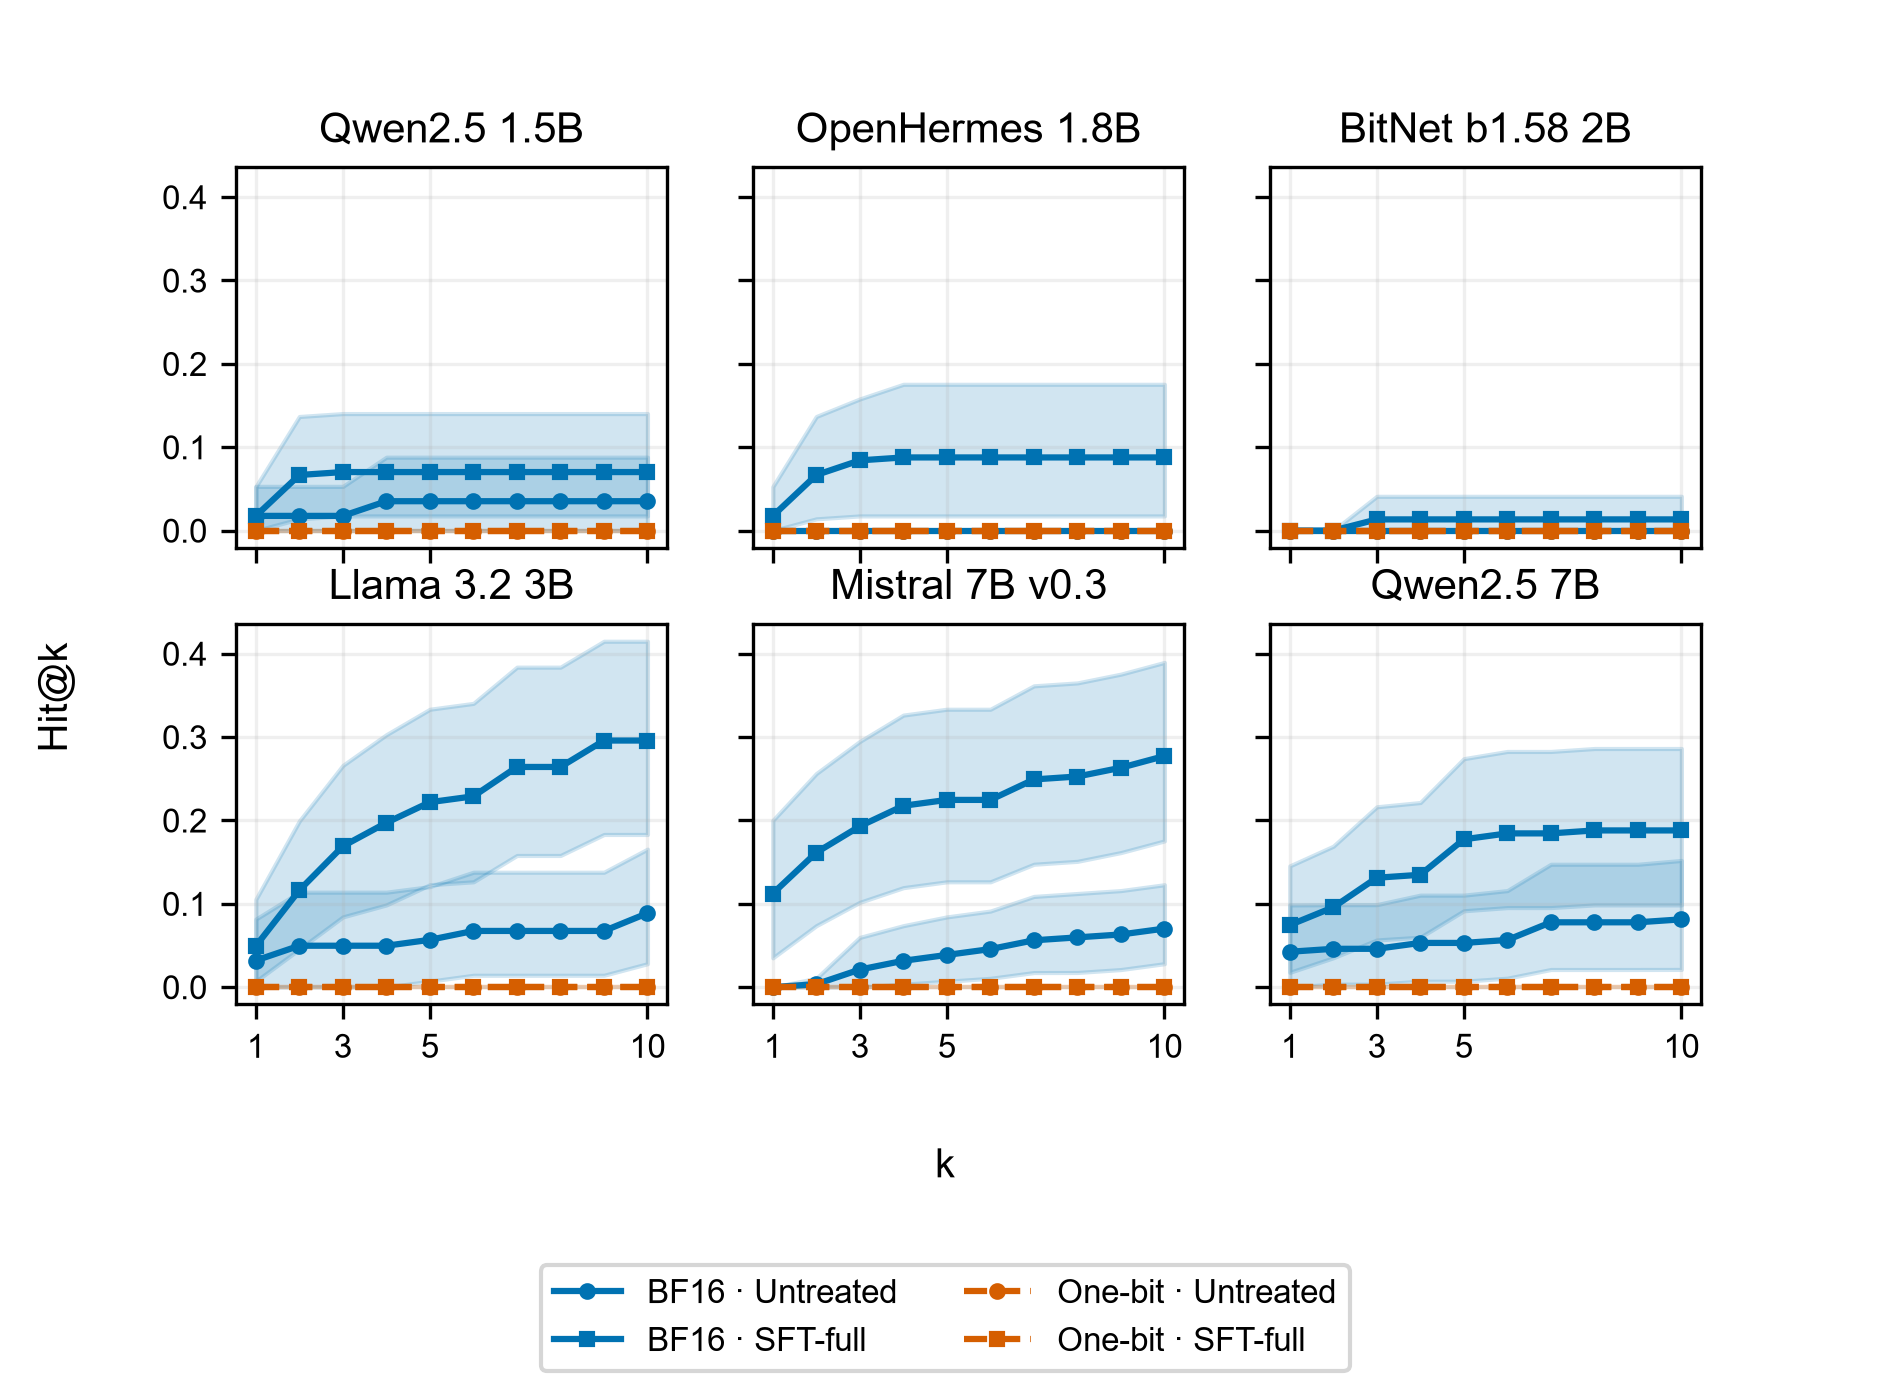 Qwen2.5 1.5B
OpenHermes 1.8B
BitNet b1.58 2B
0.4
0.3
0.2
0.1
0.0
Llama 3.2 3B
Mistral 7B v0.3
Qwen2.5 7B
Hit@k
0.4
0.3
0.2
0.1
0.0
1 3 5 10
1 3 5 10
1 3 5 10
k
BF16 · Untreated
BF16 · SFT-full
One-bit · Untreated
One-bit · SFT-full